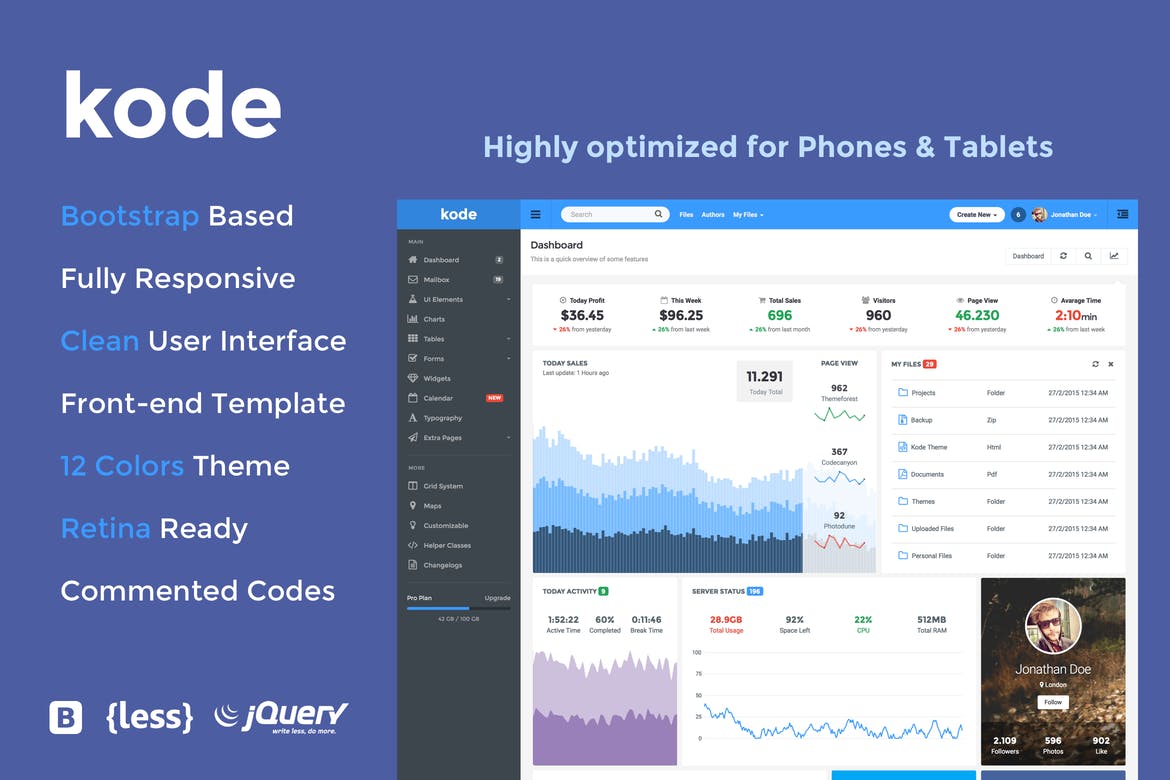 kode
Highly optimized for Phones & Tablets
Bootstrap Based
Fully Responsive
Clean User Interface
Front-end Template
12 Colors Theme
Retina Ready
Commented Codes
B {less} jQuery
write less, do more.
kode
Search
Files Authors My Files
Create New
6
Jonathan Doe
MAIN
Dashboard 2
Mailbox 19
UI Elements
Charts
Tables
Forms
Widgets
Calendar NEW
Typography
Extra Pages
MORE
Grid System
Maps
Customizable
Helper Classes
Changelogs
Pro Plan Upgrade
42 GB / 100 GB
Dashboard
This is a quick overview of some features
Dashboard
Today Profit
$36.45
26% from yesterday
This Week
$96.25
26% from last week
Total Sales
696
26% from last month
Visitors
960
26% from yesterday
Page View
46.230
26% from yesterday
Avarage Time
2:10min
26% from last week
TODAY SALES
Last update: 1 Hours ago
11.291
Today Total
PAGE VIEW
962
Themeforest
367
Codecanyon
92
Photodune
MY FILES 29
Projects Folder 27/2/2015 12:34 AM
Backup Zip 27/2/2015 12:34 AM
Kode Theme Html 27/2/2015 12:34 AM
Documents Pdf 27/2/2015 12:34 AM
Themes Folder 27/2/2015 12:34 AM
Uploaded Files Folder 27/2/2015 12:34 AM
Personal Files Folder 27/2/2015 12:34 AM
TODAY ACTIVITY 9
1:52:22 60% 0:11:46
Active Time Completed Break Time
SERVER STATUS 196
28.9GB 92% 22% 512MB
Total Usage Space Left CPU Total RAM
100
75
50
25
0
Jonathan Doe
London
Follow
2.109 596 902
Followers Photos Like